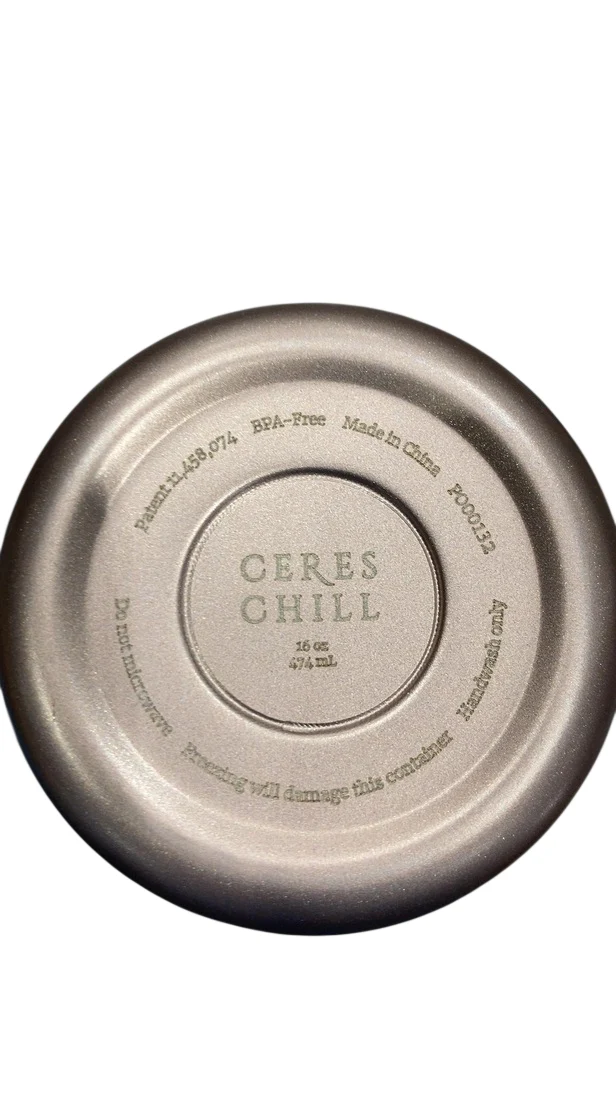 Patent 11,458,074 BPA-Free Made in China PO00132
CERES
CHILL
16 oz
474 mL
Do not microwave Freezing will damage this container Handwash only